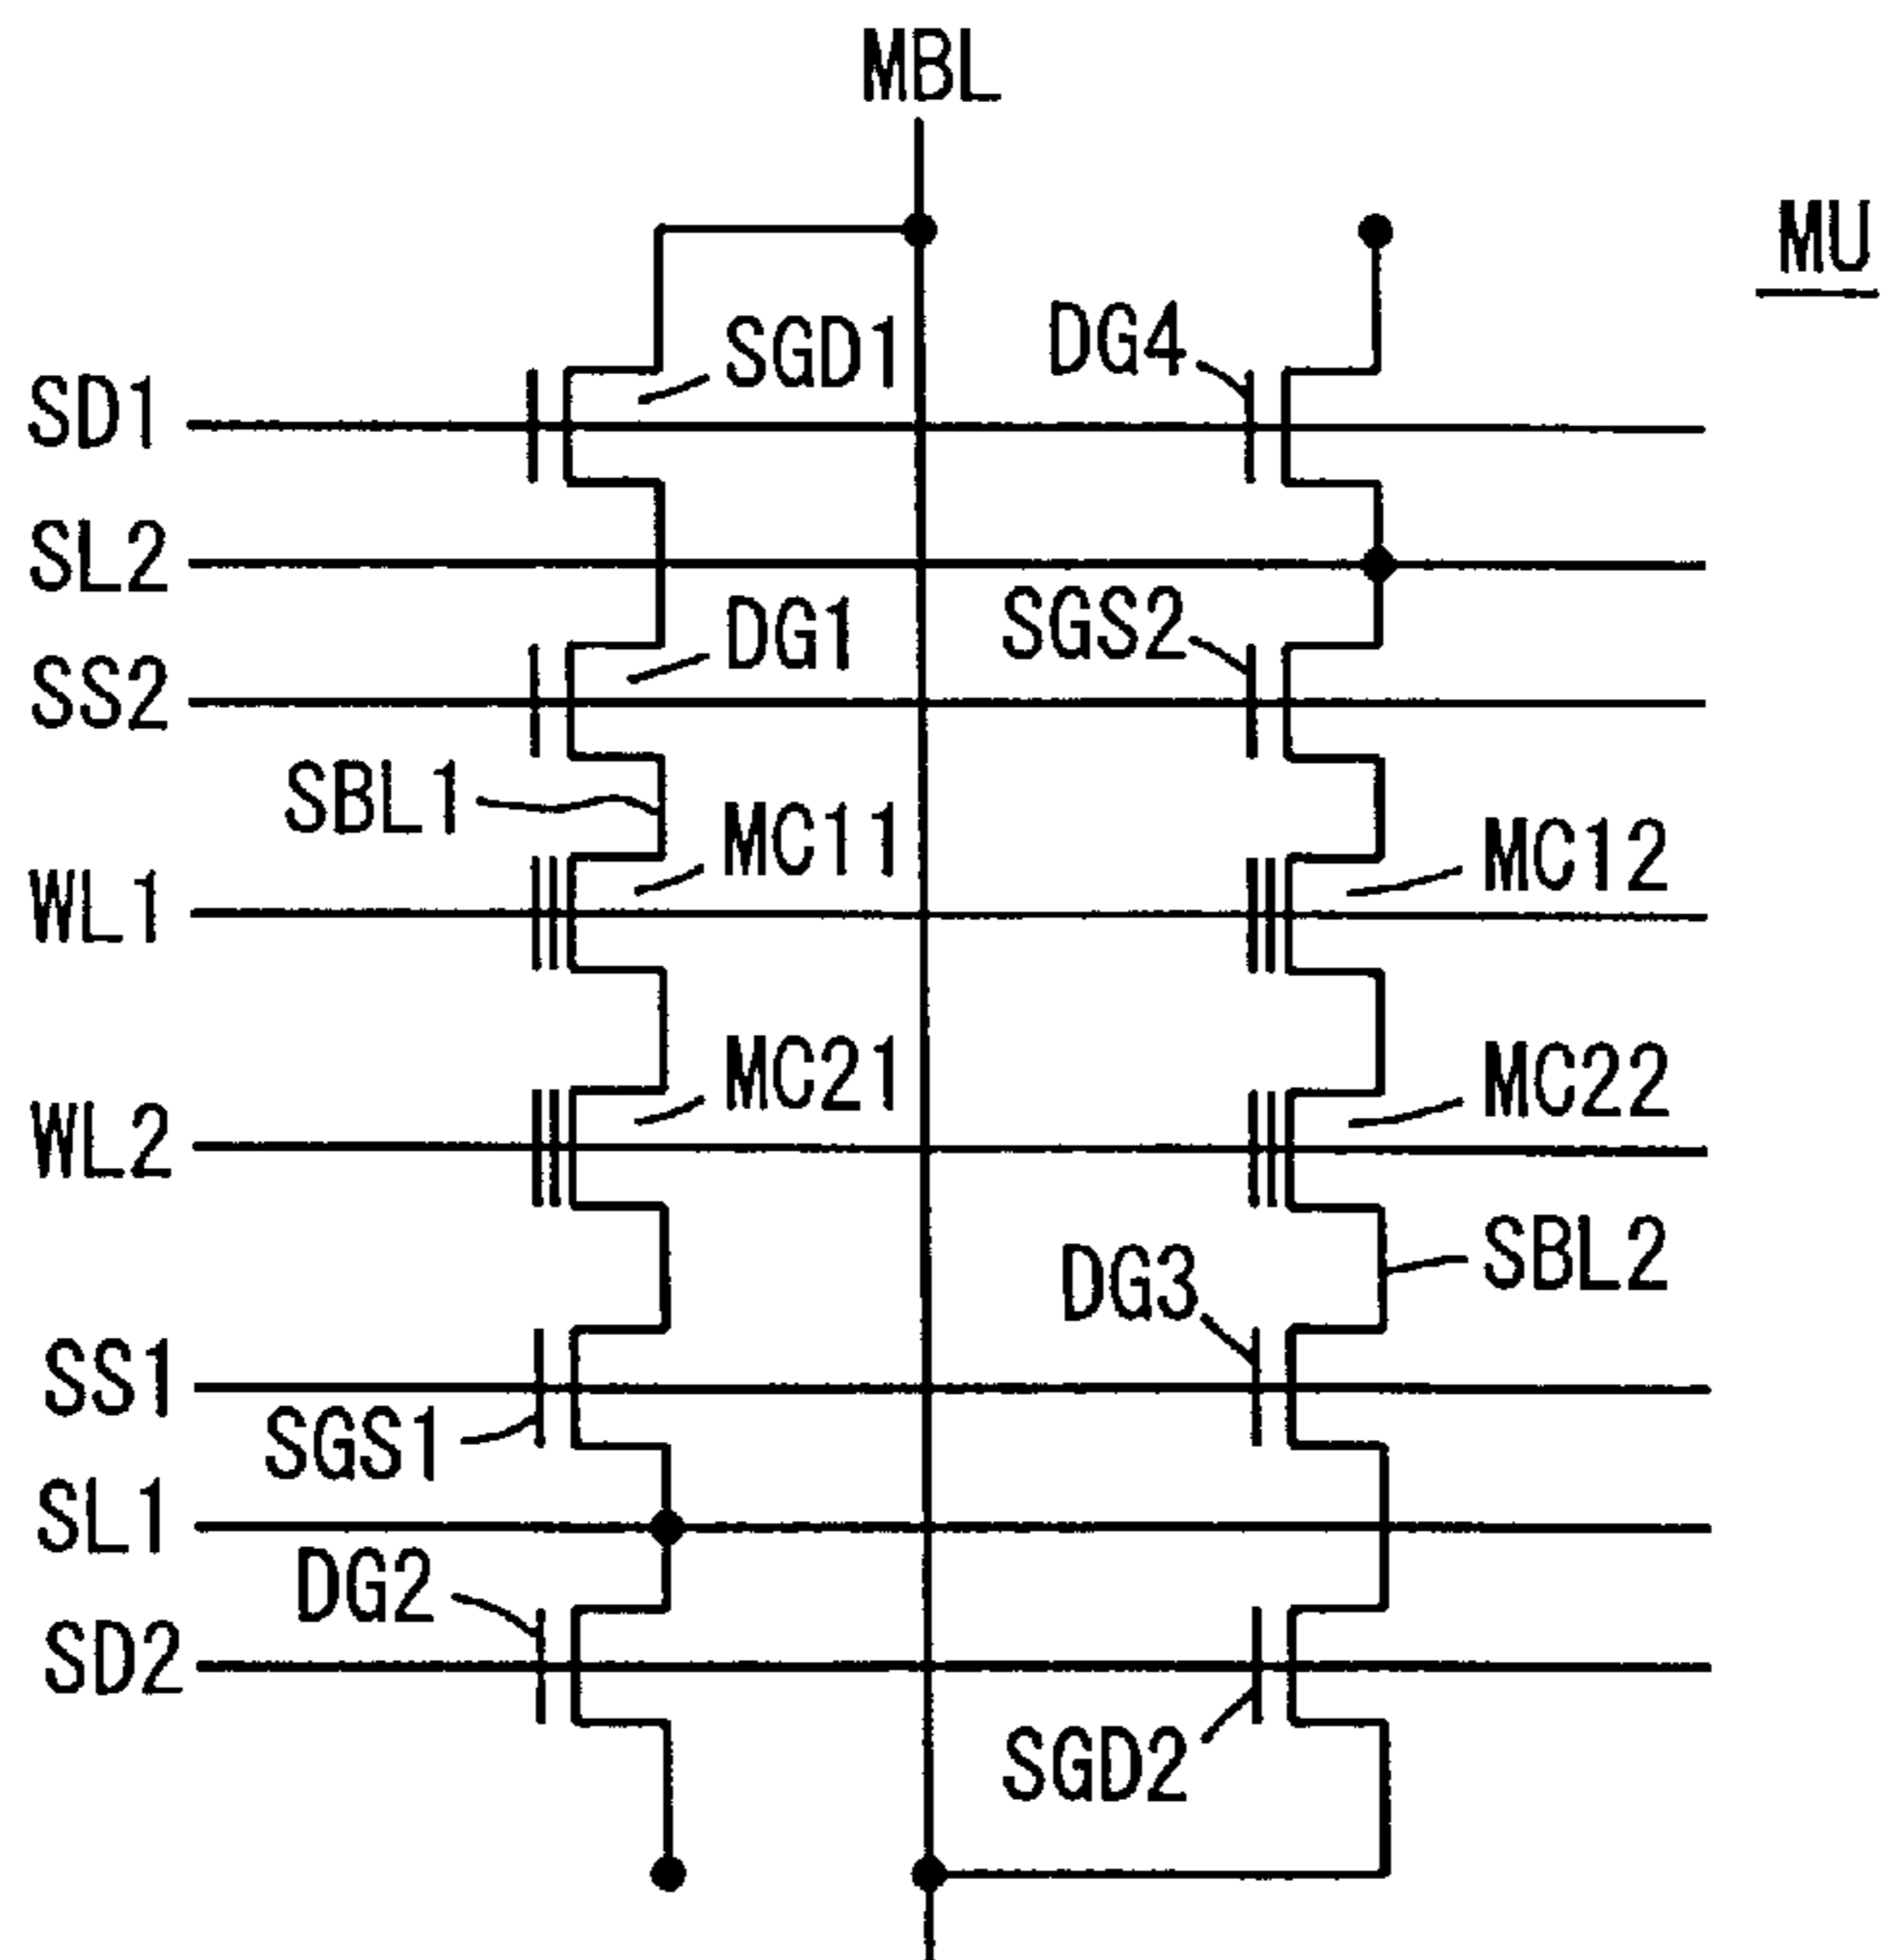 MBL
MU
SGD1
DG4
SD1
SL2
DG1
SGS2
SS2
SBL1
MC11
MC12
WL1
MC21
MC22
WL2
SBL2
DG3
SS1
SGS1
SL1
DG2
SD2
SGD2